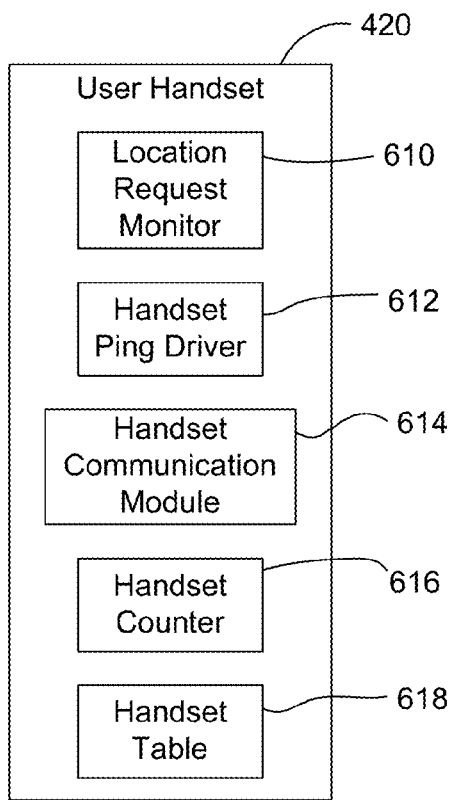 420
User Handset
Location
Request
Monitor
610
Handset
Ping Driver
612
Handset
Communication
Module
614
Handset
Counter
616
Handset
Table
618